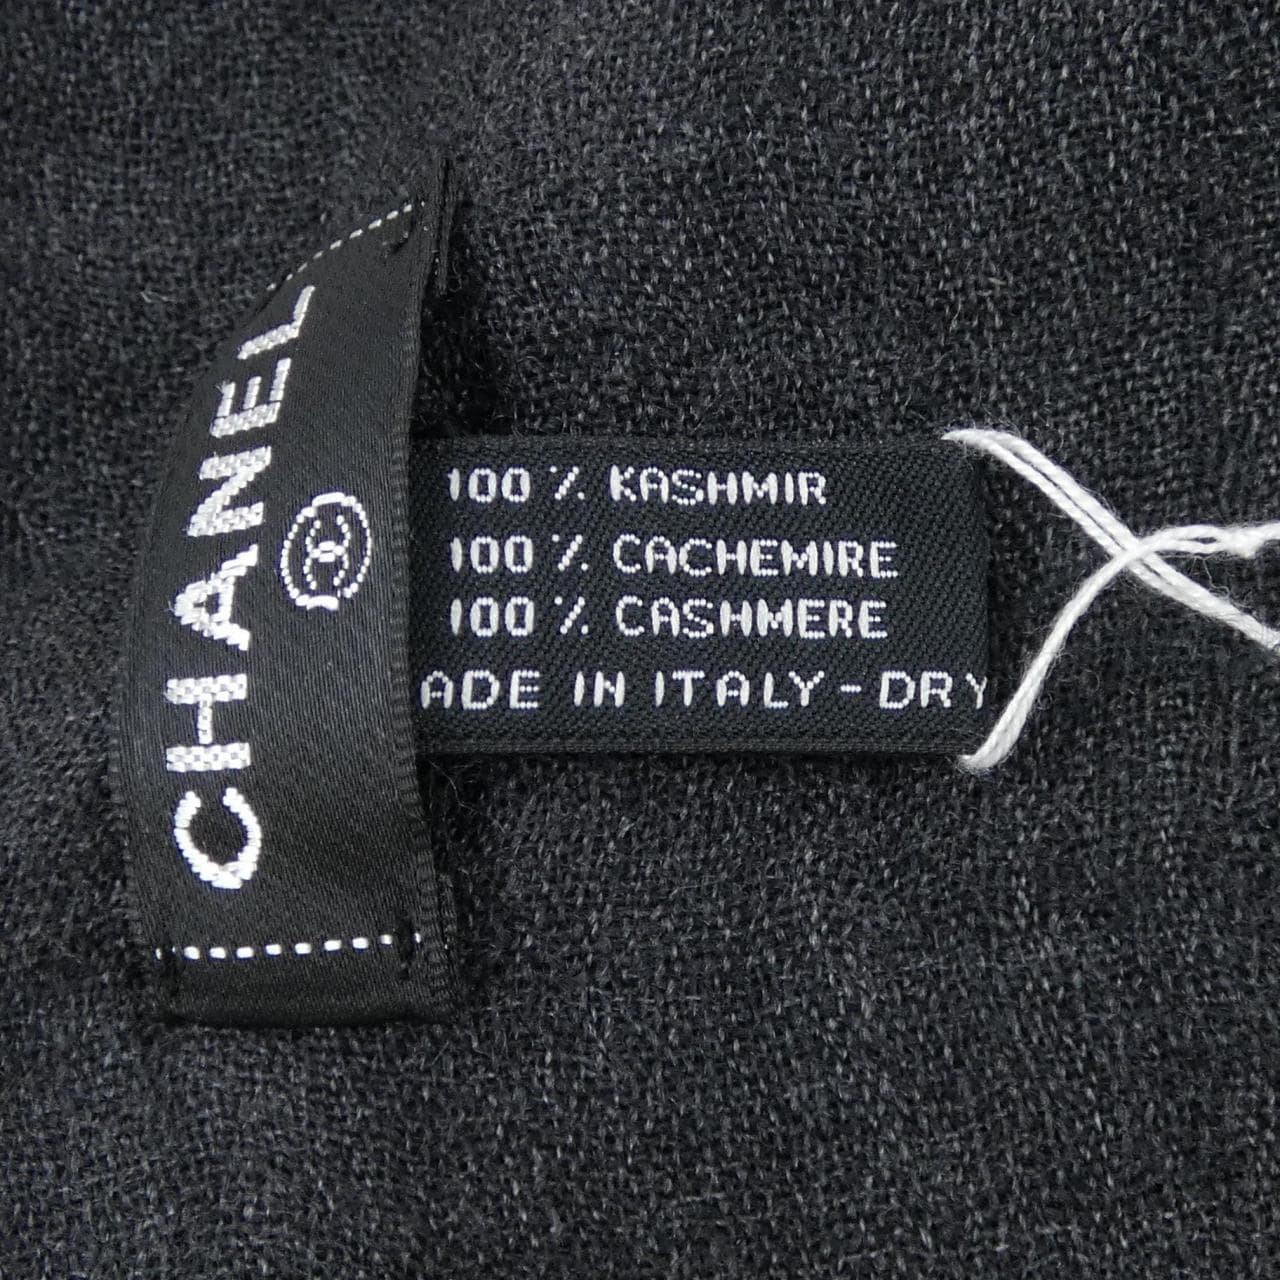 CHANEL
100 % KASHMIR
100 % CACHEMIRE
100 % CASHMERE
ADE IN ITALY - DRY